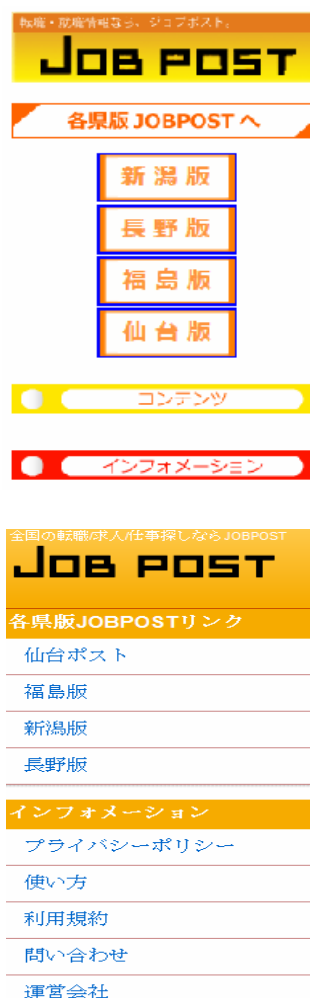 転職・就職情報なら、ジョブポスト。
JOB POST
各県版 JOBPOST へ
新潟版
長野版
福島版
仙台版
コンテンツ
インフォメーション
全国の転職/求人/仕事探しならJOBPOST
JOB POST
各県版JOBPOSTリンク
仙台ポスト
福島版
新潟版
長野版
インフォメーション
プライバシーポリシー
使い方
利用規約
問い合わせ
運営会社